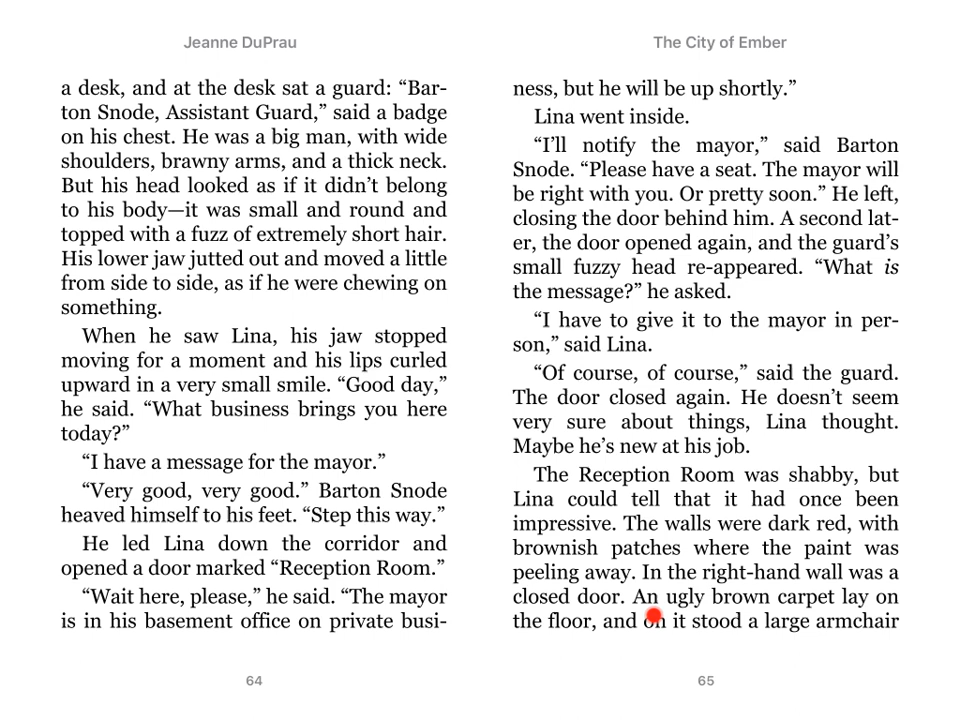 Jeanne DuPrau
a desk, and at the desk sat a guard: “Bar-
ton Snode, Assistant Guard,” said a badge
on his chest. He was a big man, with wide
shoulders, brawny arms, and a thick neck.
But his head looked as if it didn’t belong
to his body—it was small and round and
topped with a fuzz of extremely short hair.
His lower jaw jutted out and moved a little
from side to side, as if he were chewing on
something.
When he saw Lina, his jaw stopped
moving for a moment and his lips curled
upward in a very small smile. “Good day,”
he said. “What business brings you here
today?”
“I have a message for the mayor.”
“Very good, very good.” Barton Snode
heaved himself to his feet. “Step this way.”
He led Lina down the corridor and
opened a door marked “Reception Room.”
“Wait here, please,” he said. “The mayor
is in his basement office on private busi-
64
The City of Ember
ness, but he will be up shortly.”
Lina went inside.
“I’ll notify the mayor,” said Barton
Snode. “Please have a seat. The mayor will
be right with you. Or pretty soon.” He left,
closing the door behind him. A second lat-
er, the door opened again, and the guard’s
small fuzzy head re-appeared. “What is
the message?” he asked.
“I have to give it to the mayor in per-
son,” said Lina.
“Of course, of course,” said the guard.
The door closed again. He doesn’t seem
very sure about things, Lina thought.
Maybe he’s new at his job.
The Reception Room was shabby, but
Lina could tell that it had once been
impressive. The walls were dark red, with
brownish patches where the paint was
peeling away. In the right-hand wall was a
closed door. An ugly brown carpet lay on
the floor, and on it stood a large armchair
65